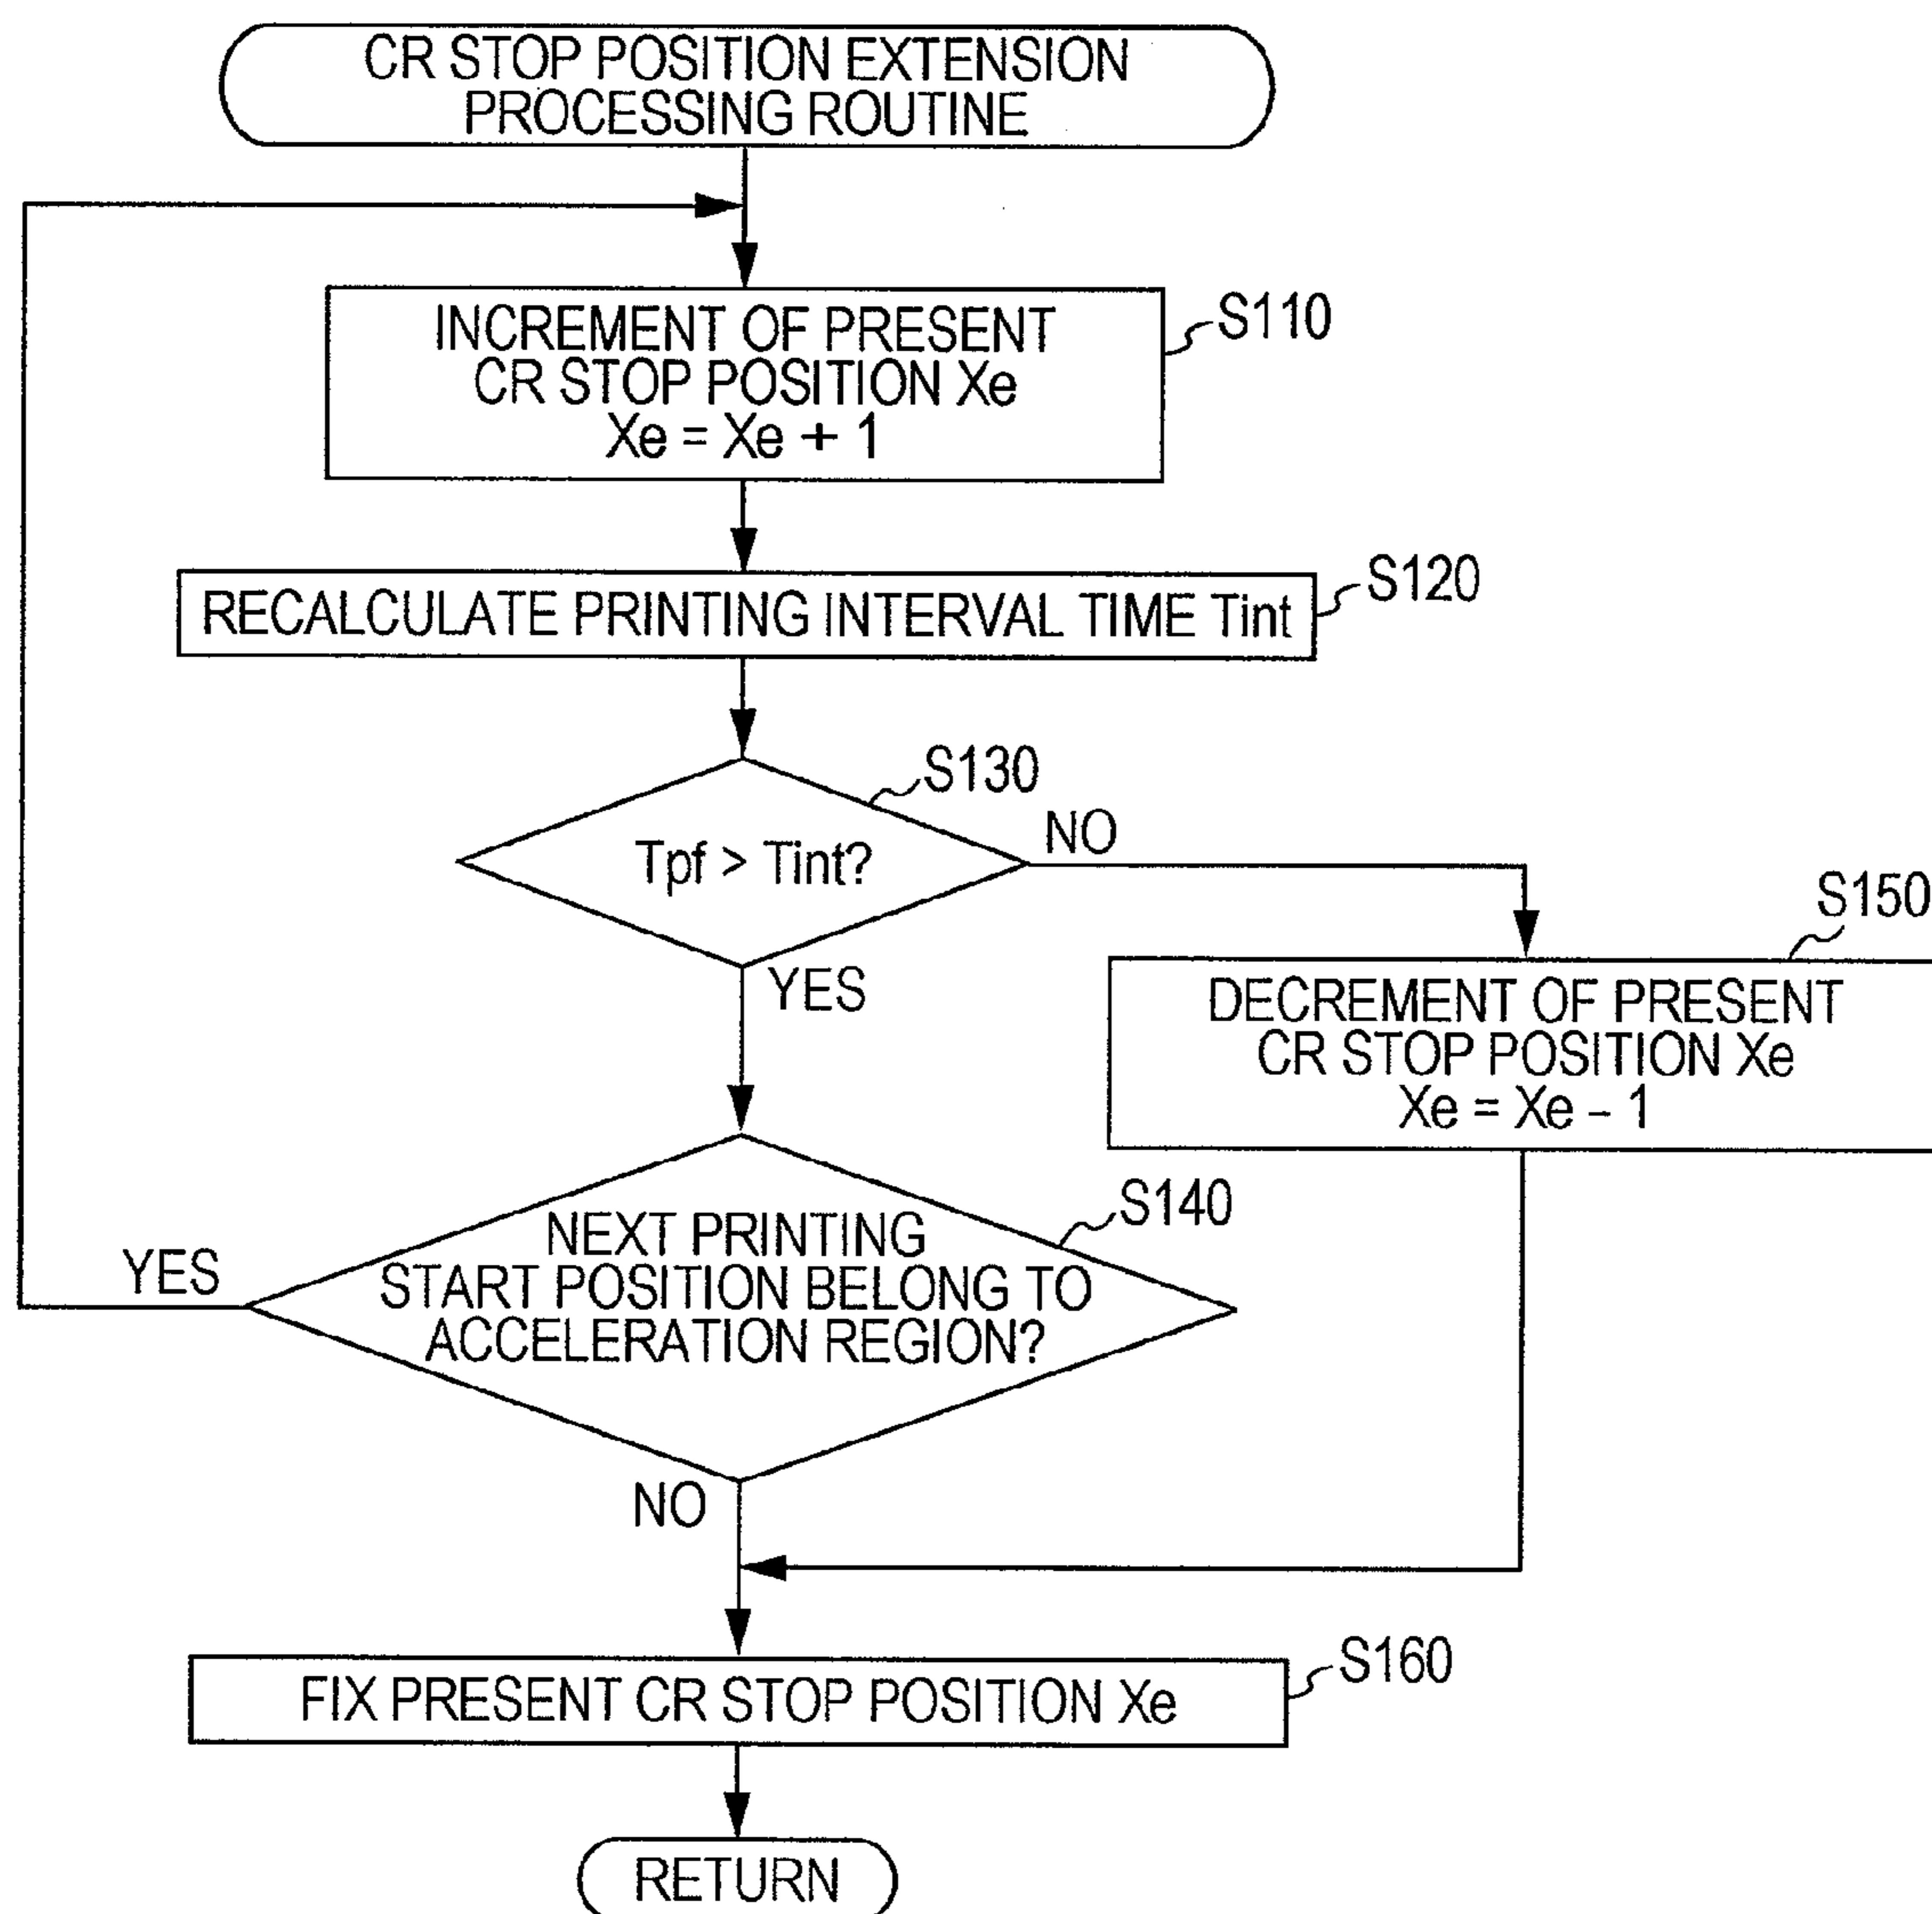 CR STOP POSITION EXTENSION
PROCESSING ROUTINE
INCREMENT OF PRESENT
CR STOP POSITION Xe
Xe = Xe + 1
S110
RECALCULATE PRINTING INTERVAL TIME Tint
S120
Tpf > Tint?
S130
NO
YES
DECREMENT OF PRESENT
CR STOP POSITION Xe
Xe = Xe – 1
S150
NEXT PRINTING
START POSITION BELONG TO
ACCELERATION REGION?
S140
YES
NO
FIX PRESENT CR STOP POSITION Xe
S160
RETURN